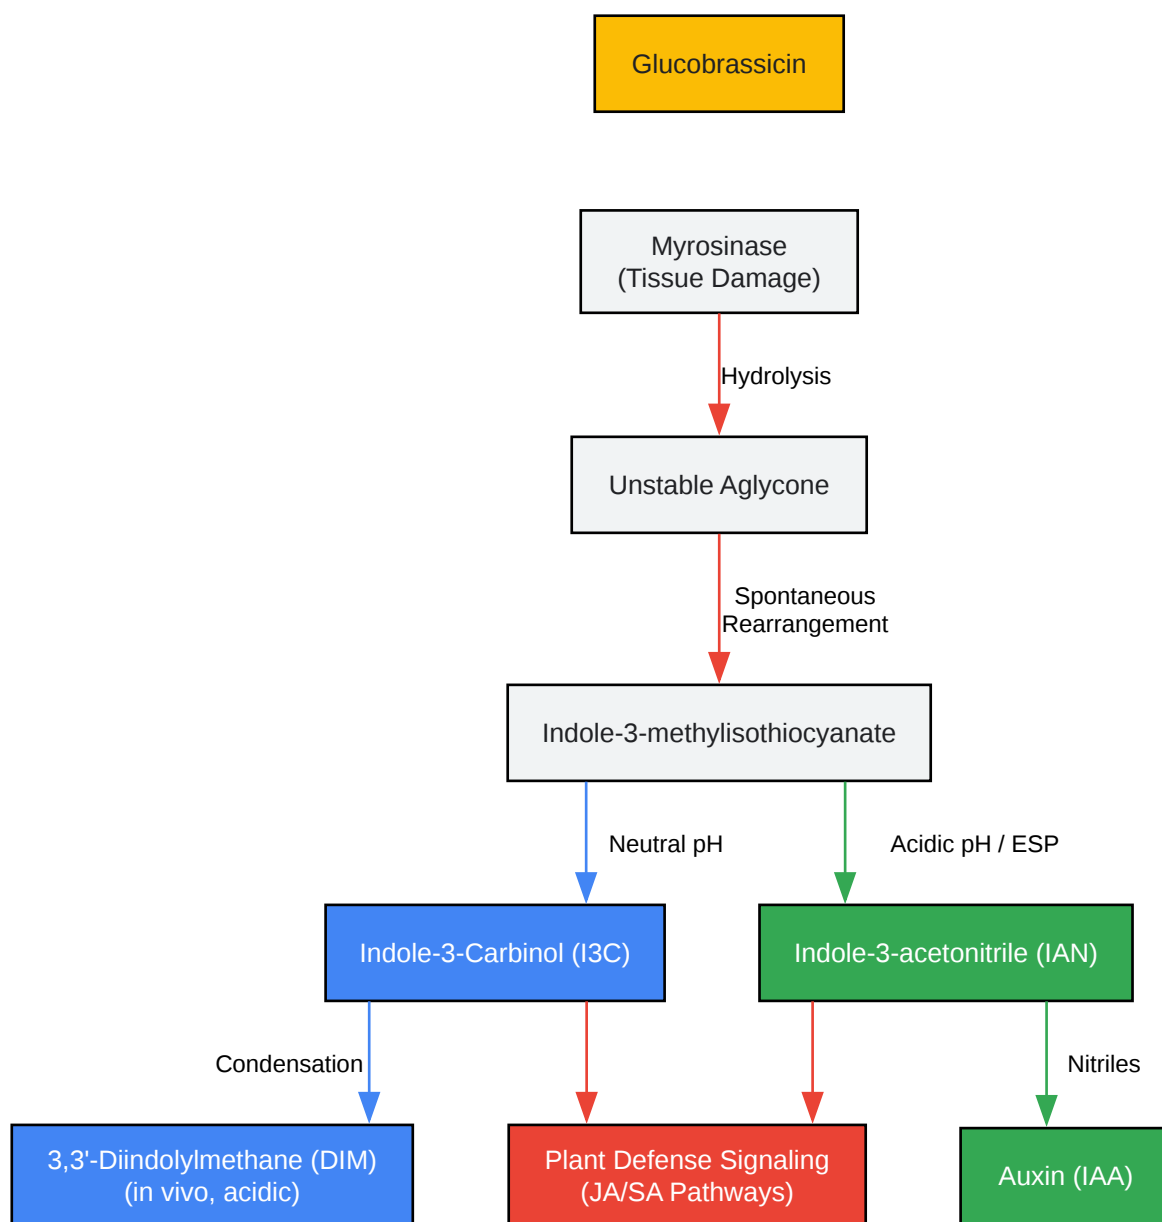 Glucobrassicin
Myrosinase
(Tissue Damage)
Hydrolysis
Unstable Aglycone
Spontaneous
Rearrangement
Indole-3-methylisothiocyanate
Neutral pH
Acidic pH / ESP
Indole-3-Carbinol (I3C)
Indole-3-acetonitrile (IAN)
Condensation
Nitriles
3,3'-Diindolylmethane (DIM)
(in vivo, acidic)
Plant Defense Signaling
(JA/SA Pathways)
Auxin (IAA)